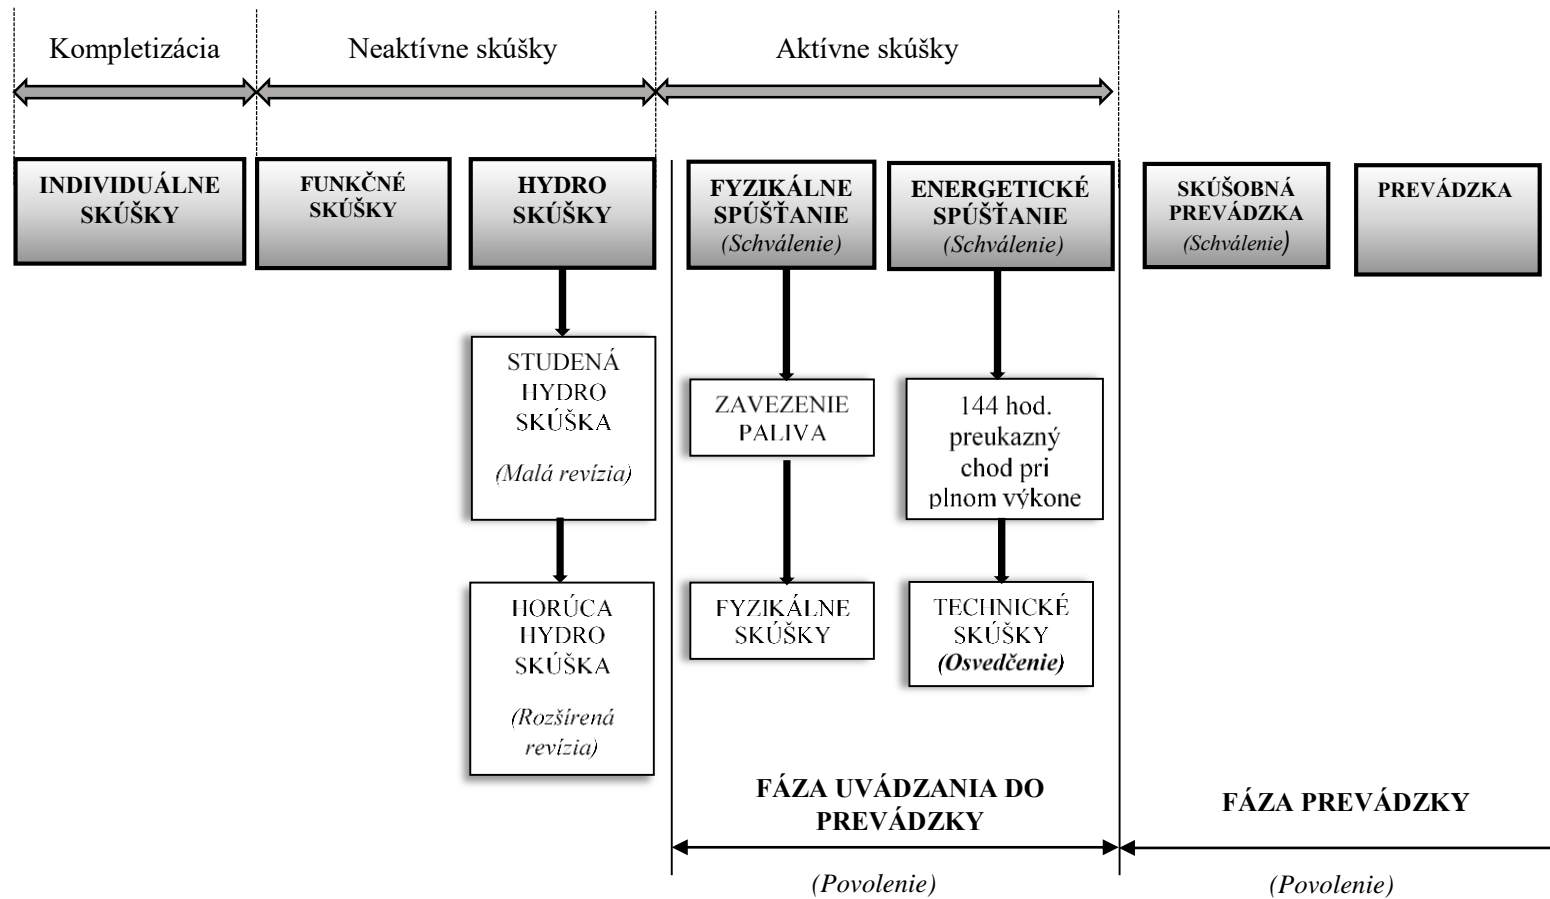 Kompletizácia
Neaktívne skúšky
Aktívne skúšky
INDIVIDUÁLNE
SKÚŠKY
FUNKČNÉ
SKÚŠKY
HYDRO
SKÚŠKY
FYZIKÁLNE
SPÚŠŤANIE
(Schválenie)
ENERGETICKÉ
SPÚŠŤANIE
(Schválenie)
SKÚŠOBNÁ
PREVÁDZKA
(Schválenie)
PREVÁDZKA
STUDENÁ
HYDRO
SKÚŠKA
(Malá revízia)
HORÚCA
HYDRO
SKÚŠKA
(Rozšírená
revízia)
ZAVEZENIE
PALIVA
FYZIKÁLNE
SKÚŠKY
144 hod.
preukazný
chod pri
plnom výkone
TECHNICKÉ
SKÚŠKY
(Osvedčenie)
FÁZA UVÁDZANIA DO
PREVÁDZKY
(Povolenie)
FÁZA PREVÁDZKY
(Povolenie)